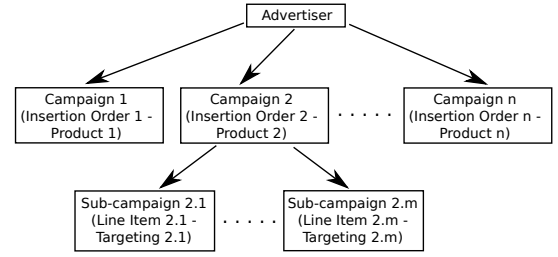 Advertiser
Campaign 1
(Insertion Order 1 -
Product 1)
Campaign 2
(Insertion Order 2 -
Product 2)
. . . . .
Campaign n
(Insertion Order n -
Product n)
Sub-campaign 2.1
(Line Item 2.1 -
Targeting 2.1)
. . . . .
Sub-campaign 2.m
(Line Item 2.m -
Targeting 2.m)